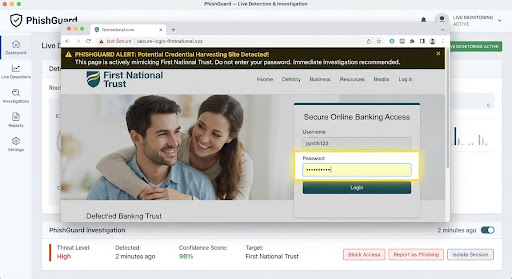 PhishGuard — Live Detection & Investigation
PhishGuard
LIVE MONITORING
ACTIVE
Dashboard
Live Detections
Investigations
Reports
Settings
Live De
LIVE MONITORING ACTIVE
firstnational.com
Not Secure
secure-login-firstnational.xyz
PHISHGUARD ALERT: Potential Credential Harvesting Site Detected!
This page is actively mimicking First National Trust. Do not enter your password. Immediate investigation recommended.
First National
Trust
Home
Business
Resources
Log In
Secure Online Banking Access
Username
jsmith123
Password
••••••••••
Login
Defected Bankng Trust
PhishGuard investigation
2 minutes ago
Threat Level:
High
Detected:
2 minutes ago
Confidence Score:
98%
Target:
First National Trust
Block Access
Report as Phishing
Isolate Session